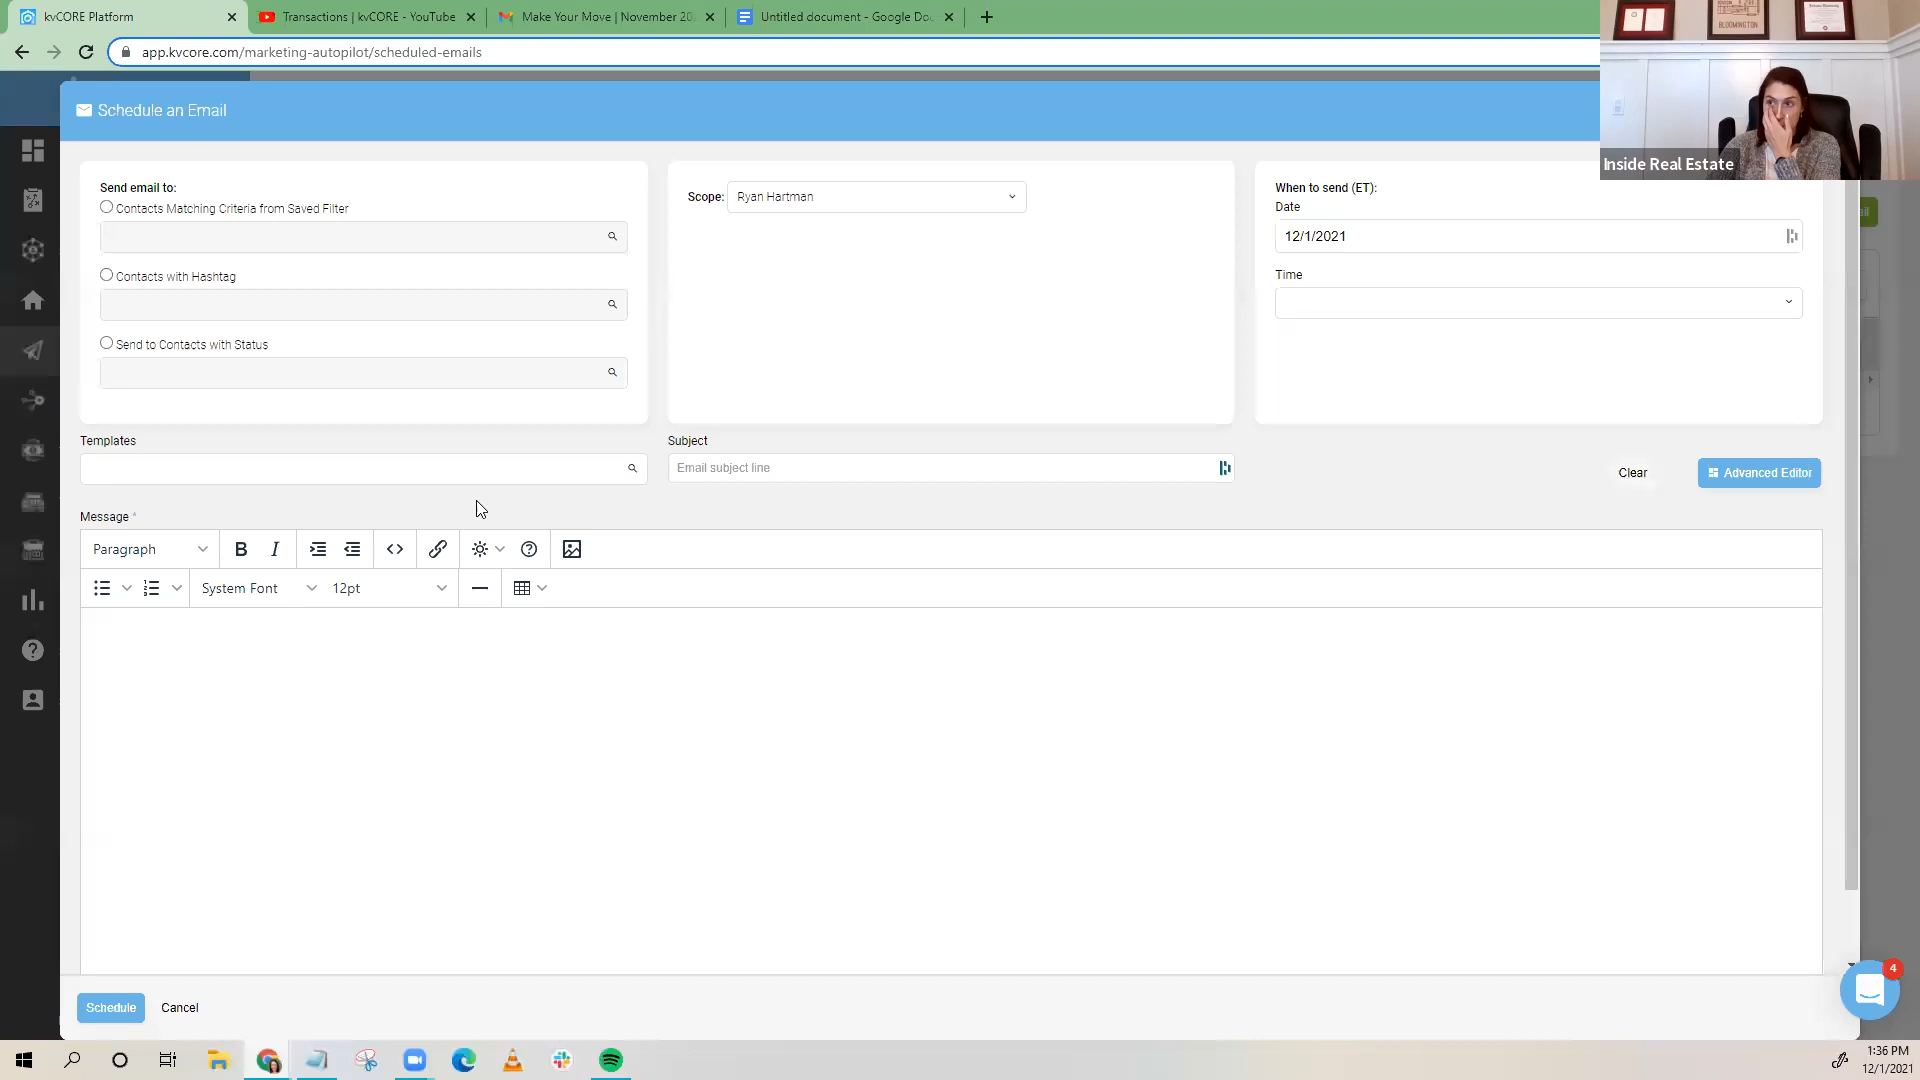 kvCORE Platform
Transactions | kvCORE - YouTube
Make Your Move | November 20
Untitled document - Google Do
app.kvcore.com/marketing-autopilot/scheduled-emails
BLOOMINGTON
Inside Real Estate
Schedule an Email
Send email to:
Contacts Matching Criteria from Saved Filter
Contacts with Hashtag
Send to Contacts with Status
Scope:
Ryan Hartman
When to send (ET):
Date
12/1/2021
Time
Templates
Subject
Email subject line
Clear
Advanced Editor
Message *
Paragraph
B
I
System Font
12pt
Schedule
Cancel
4
1:36 PM
12/1/2021